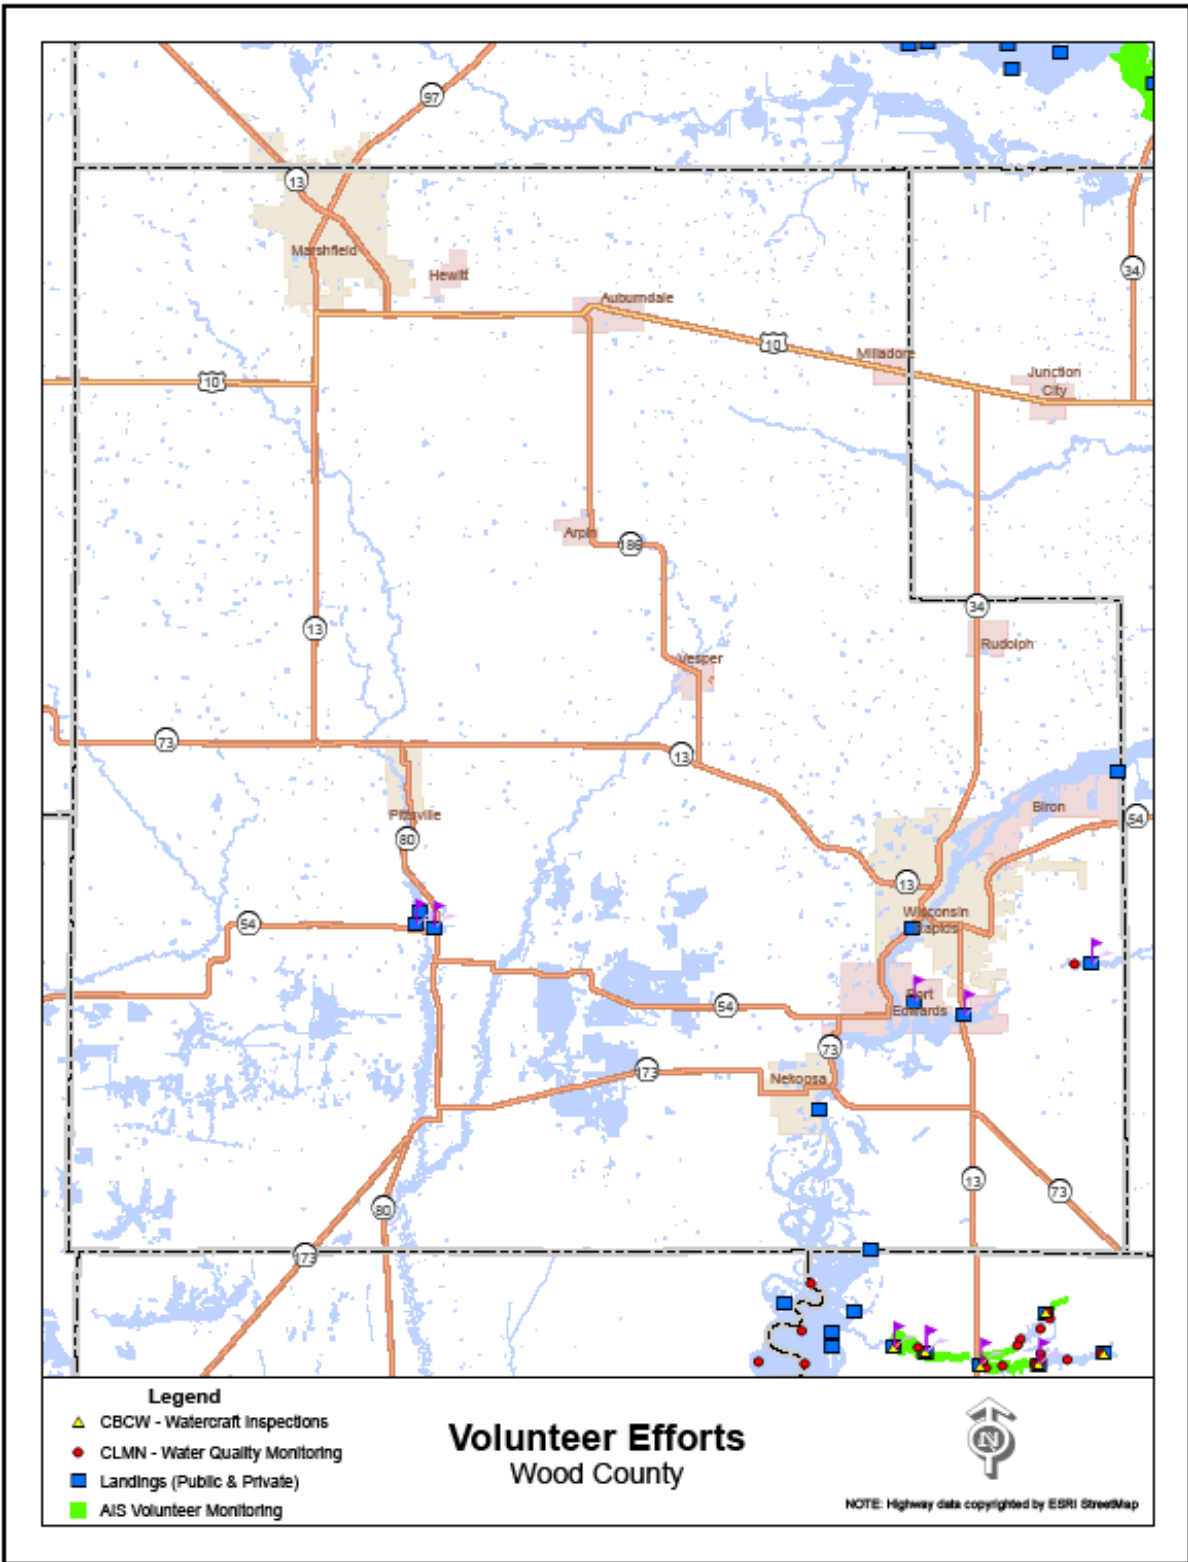 97
13
Marshfield
Hewitt
34
Auburndale
10
Milladore
10
Junction
City
Arpin
186
34
13
Rudolph
Vesper
73
13
Biron
Pittsville
54
80
13
Wisconsin
Rapids
54
Port
Edwards
54
73
173
Nekoosa
13
73
80
173
Legend
CBCW - Watercraft Inspections
CLMN - Water Quality Monitoring
Landings (Public & Private)
AIS Volunteer Monitoring
Volunteer Efforts
Wood County
N
NOTE: Highway data copyrighted by ESRI StreetMap